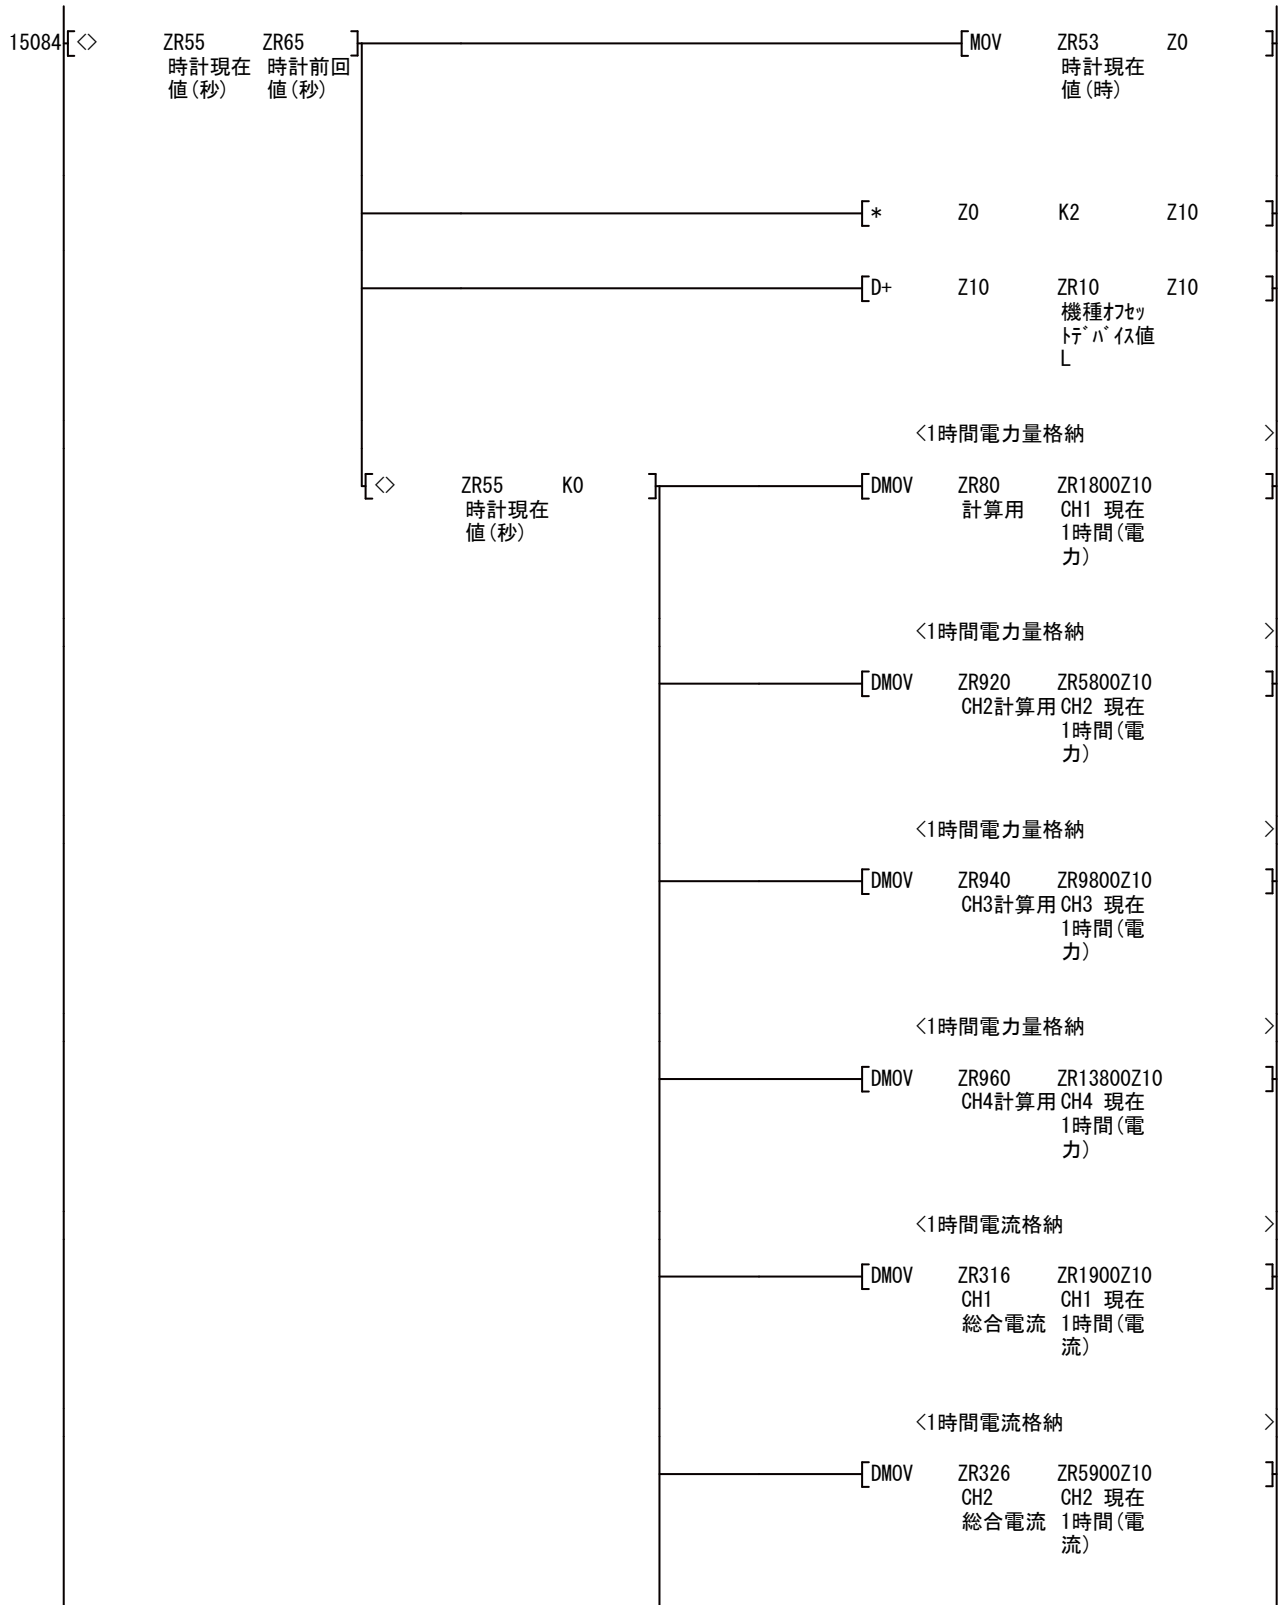 15084 [<> ZR55 ZR65 ] [MOV ZR53 Z0 ]
時計現在 時計前回 時計現在
値(秒) 値(秒) 値(時)
[* Z0 K2 Z10 ]
[D+ Z10 ZR10 Z10 ]
機種ｵﾌｾｯ
ﾄﾃﾞﾊﾞｲｽ値
L
<1時間電力量格納 >
[<> ZR55 K0 ] [DMOV ZR80 ZR1800Z10 ]
時計現在 計算用 CH1 現在
値(秒) 1時間(電
力)
<1時間電力量格納 >
[DMOV ZR920 ZR5800Z10 ]
CH2計算用 CH2 現在
1時間(電
力)
<1時間電力量格納 >
[DMOV ZR940 ZR9800Z10 ]
CH3計算用 CH3 現在
1時間(電
力)
<1時間電力量格納 >
[DMOV ZR960 ZR13800Z10 ]
CH4計算用 CH4 現在
1時間(電
力)
<1時間電流格納 >
[DMOV ZR316 ZR1900Z10 ]
CH1 CH1 現在
総合電流 1時間(電
流)
<1時間電流格納 >
[DMOV ZR326 ZR5900Z10 ]
CH2 CH2 現在
総合電流 1時間(電
流)